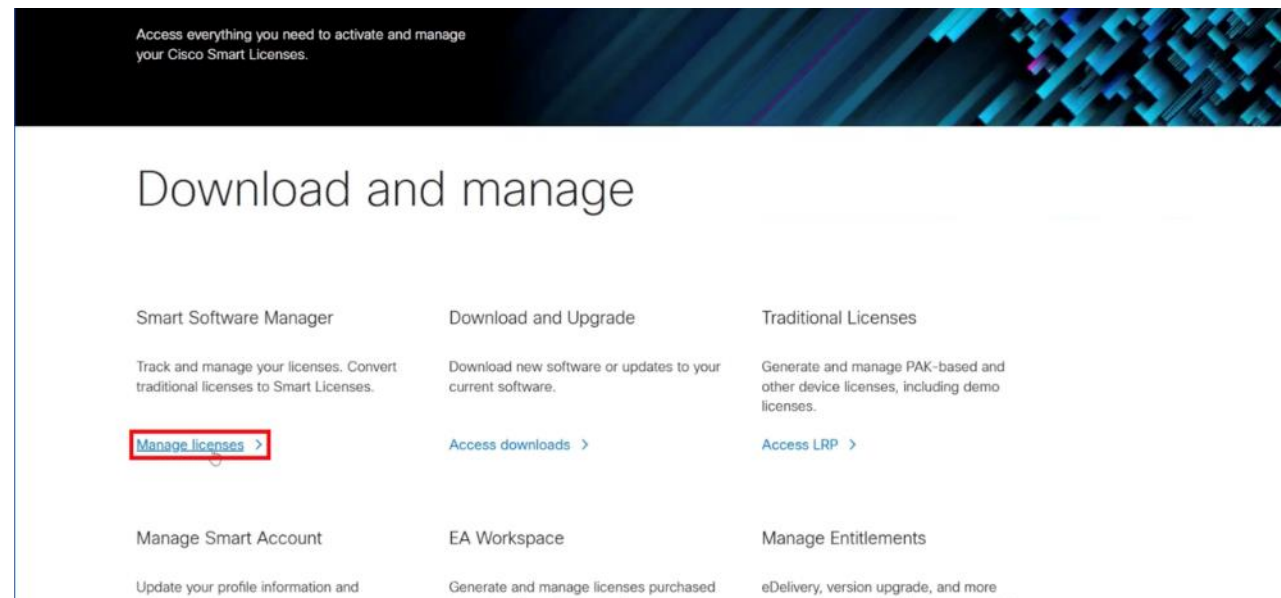 Access everything you need to activate and manage
your Cisco Smart Licenses.
Download and manage
Smart Software Manager
Track and manage your licenses. Convert
traditional licenses to Smart Licenses.
Manage licenses >
Download and Upgrade
Download new software or updates to your
current software.
Access downloads >
Traditional Licenses
Generate and manage PAK-based and
other device licenses, including demo
licenses.
Access LRP >
Manage Smart Account
Update your profile information and
EA Workspace
Generate and manage licenses purchased
Manage Entitlements
eDelivery, version upgrade, and more